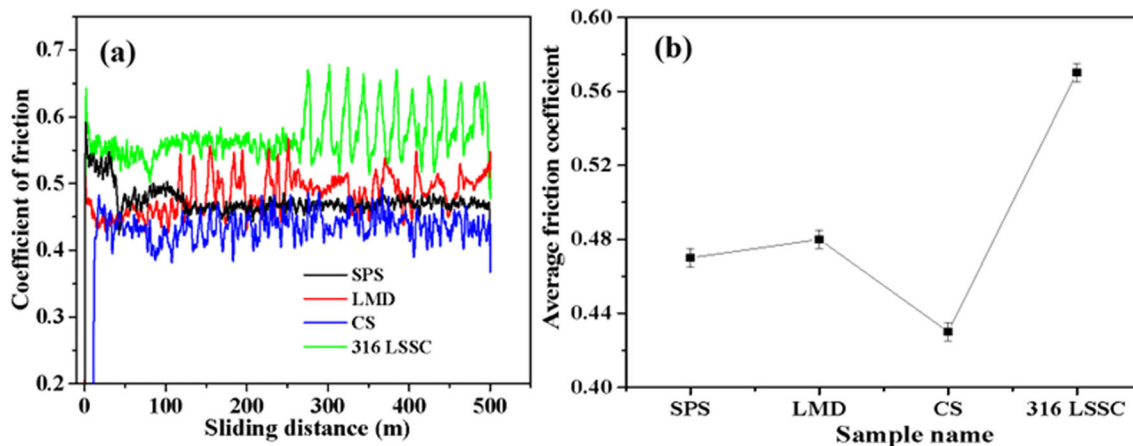 (a)
Coefficient of friction
0.7
0.6
0.5
0.4
0.3
0.2
SPS
LMD
CS
316 LSSC
0 100 200 300 400 500
Sliding distance (m)
(b)
Average friction coefficient
0.60
0.56
0.52
0.48
0.44
0.40
SPS LMD CS 316 LSSC
Sample name